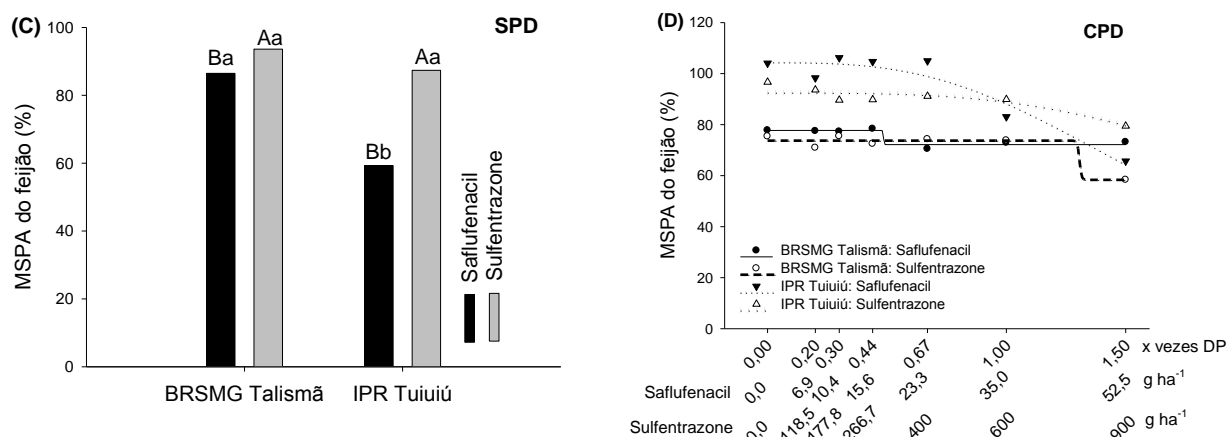 (C)
SPD
MSPA do feijão (%)
100
80
60
40
20
0
Ba
Aa
Bb
Aa
Saflufenacil
Sulfentrazone
BRSMG Talismã
IPR Tuiuiú
(D)
CPD
MSPA do feijão (%)
120
100
80
60
40
20
0
BRSMG Talismã: Saflufenacil
BRSMG Talismã: Sulfentrazone
IPR Tuiuiú: Saflufenacil
IPR Tuiuiú: Sulfentrazone
0,00 0,20 0,30 0,44 0,67 1,00 1,50 x vezes DP
Saflufenacil 0,0 6,9 10,4 15,6 23,3 35,0 52,5 g ha⁻¹
Sulfentrazone 0,0 118,5 177,8 266,7 400 600 900 g ha⁻¹